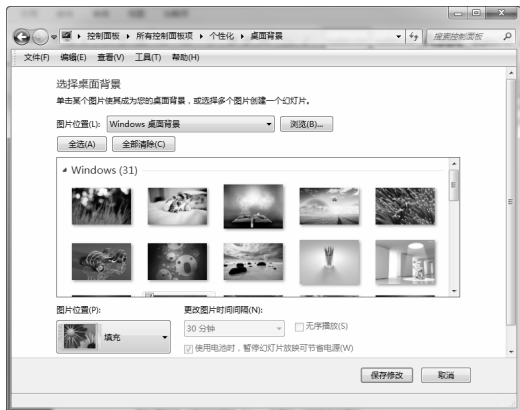 控制面板 ▸ 所有控制面板项 ▸ 个性化 ▸ 桌面背景
搜索控制面板
文件(F) 编辑(E) 查看(V) 工具(T) 帮助(H)
选择桌面背景
单击某个图片使其成为您的桌面背景，或选择多个图片创建一个幻灯片。
图片位置(L): Windows 桌面背景 浏览(B)...
全选(A) 全部清除(C)
Windows (31)
图片位置(P): 更改图片时间间隔(N):
填充 30 分钟 无序播放(S)
使用电池时，暂停幻灯片放映可节省电源(W)
保存修改 取消